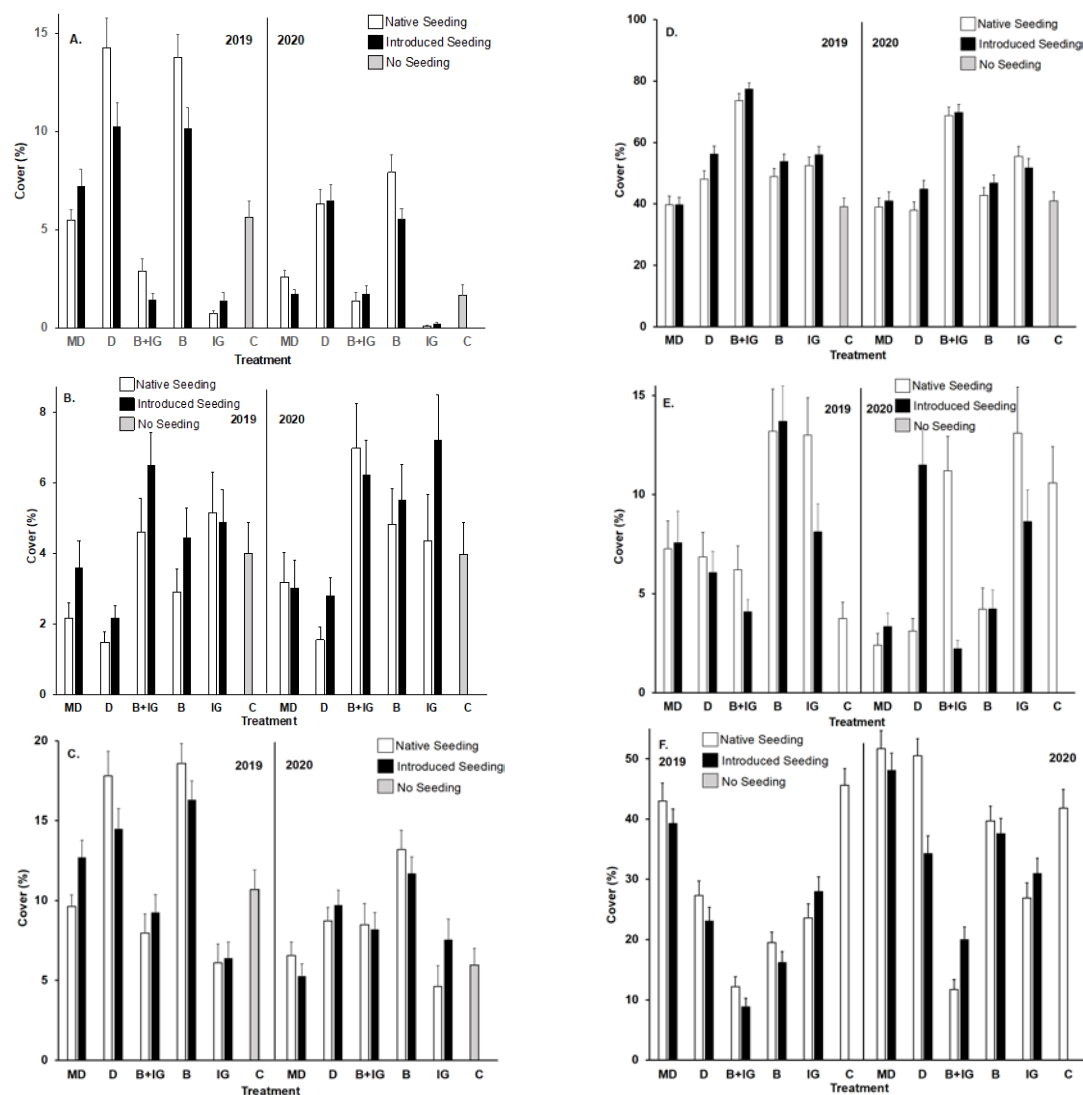 A.
Native Seeding
Introduced Seeding
No Seeding
2019 2020
Cover (%)
15
10
5
0
MD D B+IG B IG C MD D B+IG B IG C
Treatment
D.
Native Seeding
Introduced Seeding
No Seeding
2019 2020
Cover (%)
100
80
60
40
20
0
MD D B+IG B IG C MD D B+IG B IG C
Treatment
B.
Native Seeding
Introduced Seeding
No Seeding
2019 2020
Cover (%)
8
6
4
2
0
MD D B+IG B IG C MD D B+IG B IG C
Treatment
E.
Native Seeding
Introduced Seeding
No Seeding
2019 2020
Cover (%)
15
10
5
0
MD D B+IG B IG C MD D B+IG B IG C
Treatment
C.
Native Seeding
Introduced Seeding
No Seeding
2019 2020
Cover (%)
20
15
10
5
0
MD D B+IG B IG C MD D B+IG B IG C
Treatment
F.
2019
Native Seeding
Introduced Seeding
No Seeding
2020
Cover (%)
50
40
30
20
10
0
MD D B+IG B IG C MD D B+IG B IG C
Treatment